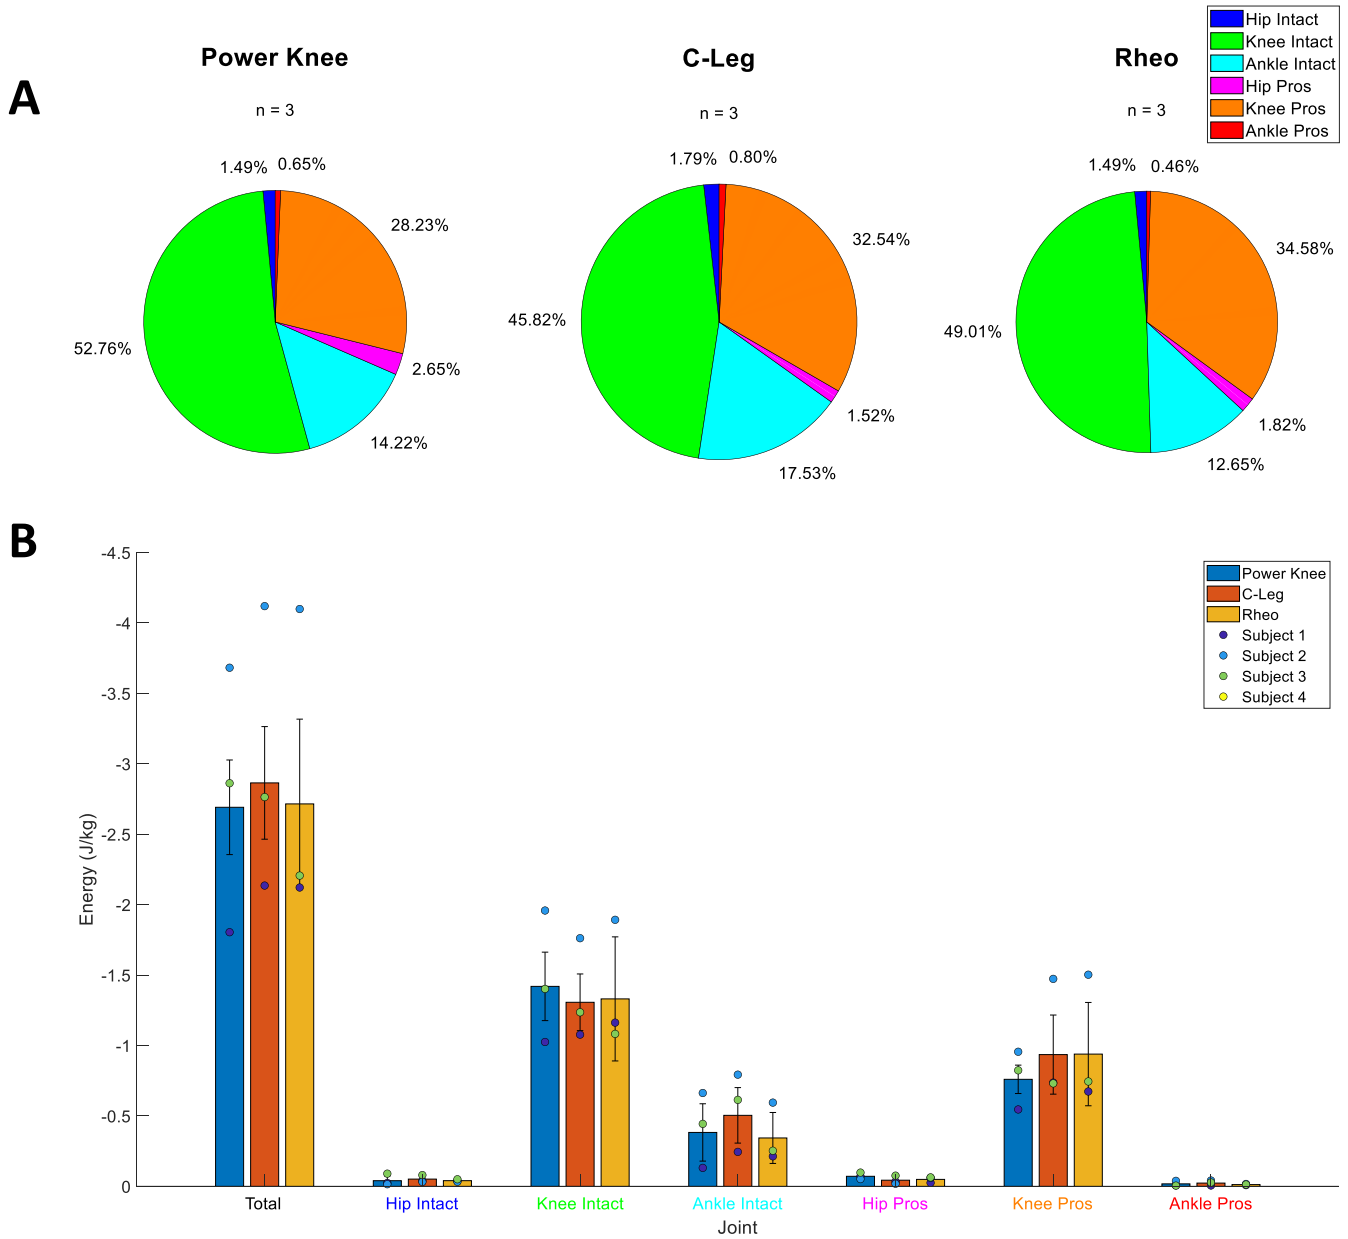 A
Power Knee
n = 3
1.49%
0.65%
28.23%
52.76%
2.65%
14.22%
C-Leg
n = 3
1.79%
0.80%
32.54%
45.82%
1.52%
17.53%
Rheo
n = 3
1.49%
0.46%
34.58%
49.01%
1.82%
12.65%
Hip Intact
Knee Intact
Ankle Intact
Hip Pros
Knee Pros
Ankle Pros
B
-4.5
-4
-3.5
-3
-2.5
-2
-1.5
-1
-0.5
0
Energy (J/kg)
Power Knee
C-Leg
Rheo
Subject 1
Subject 2
Subject 3
Subject 4
Total
Hip Intact
Knee Intact
Ankle Intact
Hip Pros
Knee Pros
Ankle Pros
Joint